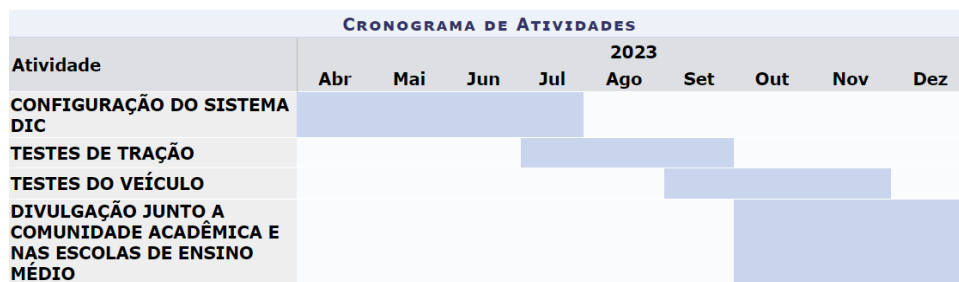 CRONOGRAMA DE ATIVIDADES
Atividade
2023
Abr Mai Jun Jul Ago Set Out Nov Dez
CONFIGURAÇÃO DO SISTEMA
DIC
TESTES DE TRAÇÃO
TESTES DO VEÍCULO
DIVULGAÇÃO JUNTO A
COMUNIDADE ACADÊMICA E
NAS ESCOLAS DE ENSINO
MÉDIO